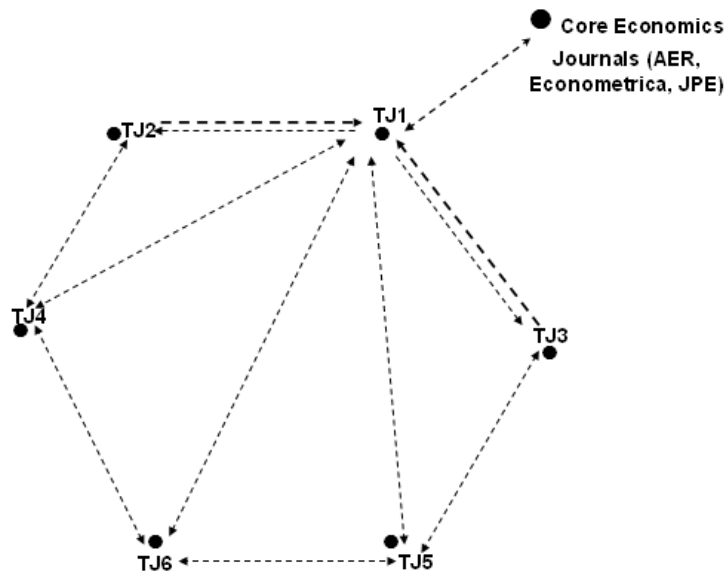 Core Economics
Journals (AER,
Econometrica, JPE)
TJ1
TJ2
TJ4
TJ3
TJ6
TJ5